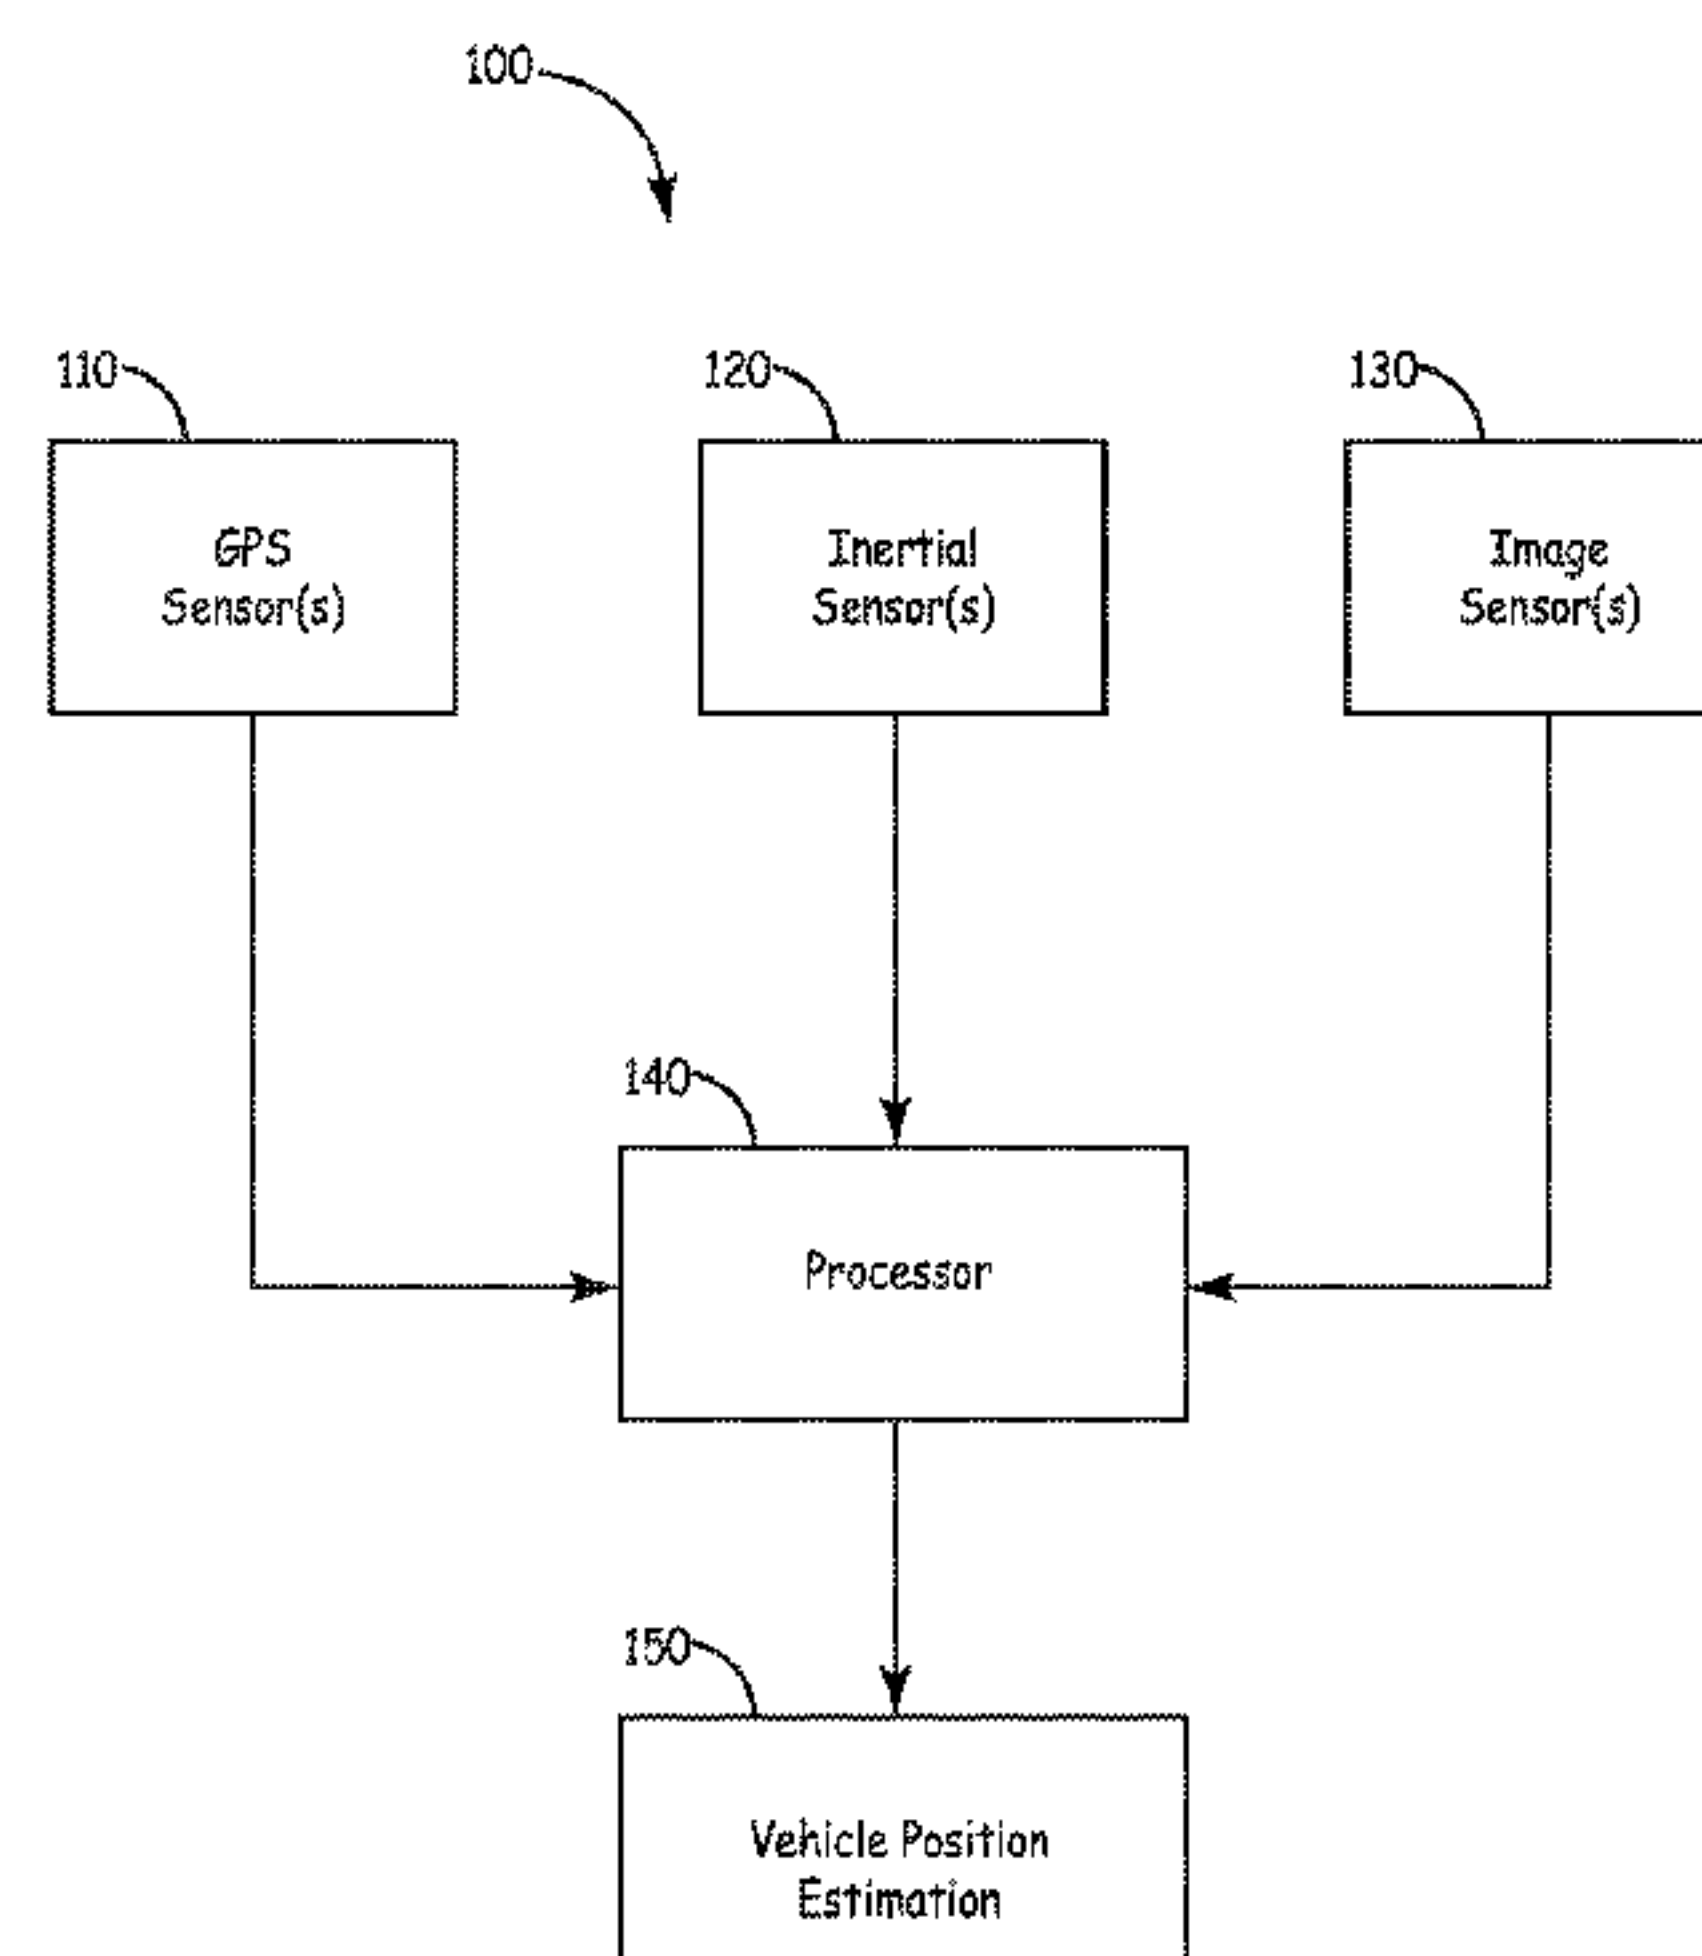 100
110
120
130
GPS
Sensor(s)
Inertial
Sensor(s)
Image
Sensor(s)
140
Processor
150
Vehicle Position
Estimation